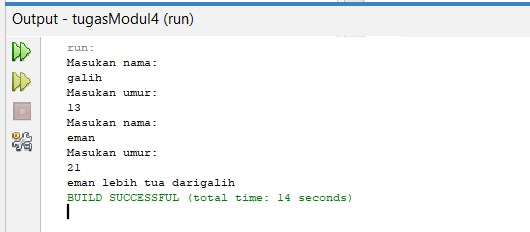 Output - tugasModul4 (run)
run:
Masukan nama:
galih
Masukan umur:
13
Masukan nama:
eman
Masukan umur:
21
eman lebih tua darigalih
BUILD SUCCESSFUL (total time: 14 seconds)